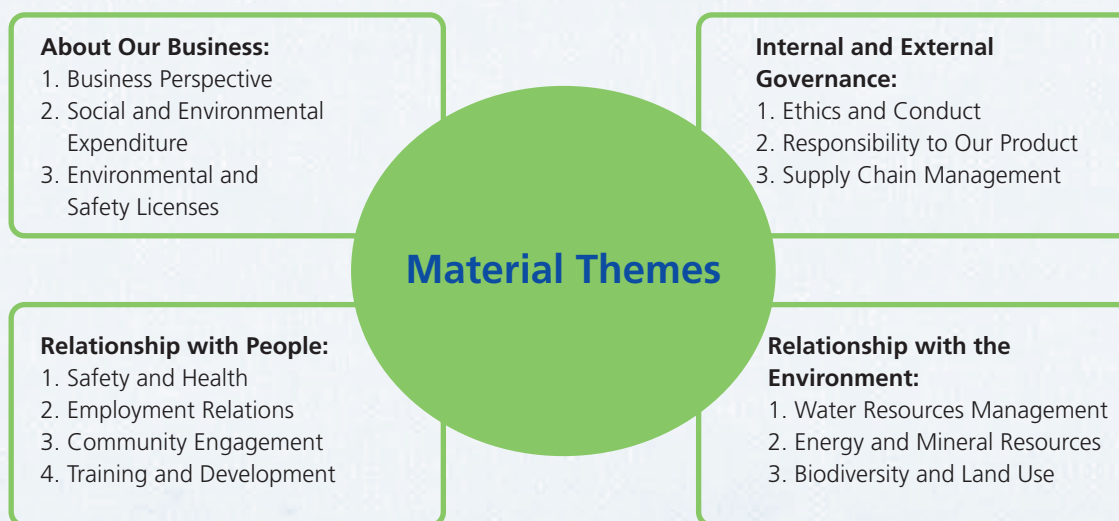 About Our Business:
1. Business Perspective
2. Social and Environmental
Expenditure
3. Environmental and
Safety Licenses
Internal and External
Governance:
1. Ethics and Conduct
2. Responsibility to Our Product
3. Supply Chain Management
Material Themes
Relationship with People:
1. Safety and Health
2. Employment Relations
3. Community Engagement
4. Training and Development
Relationship with the
Environment:
1. Water Resources Management
2. Energy and Mineral Resources
3. Biodiversity and Land Use